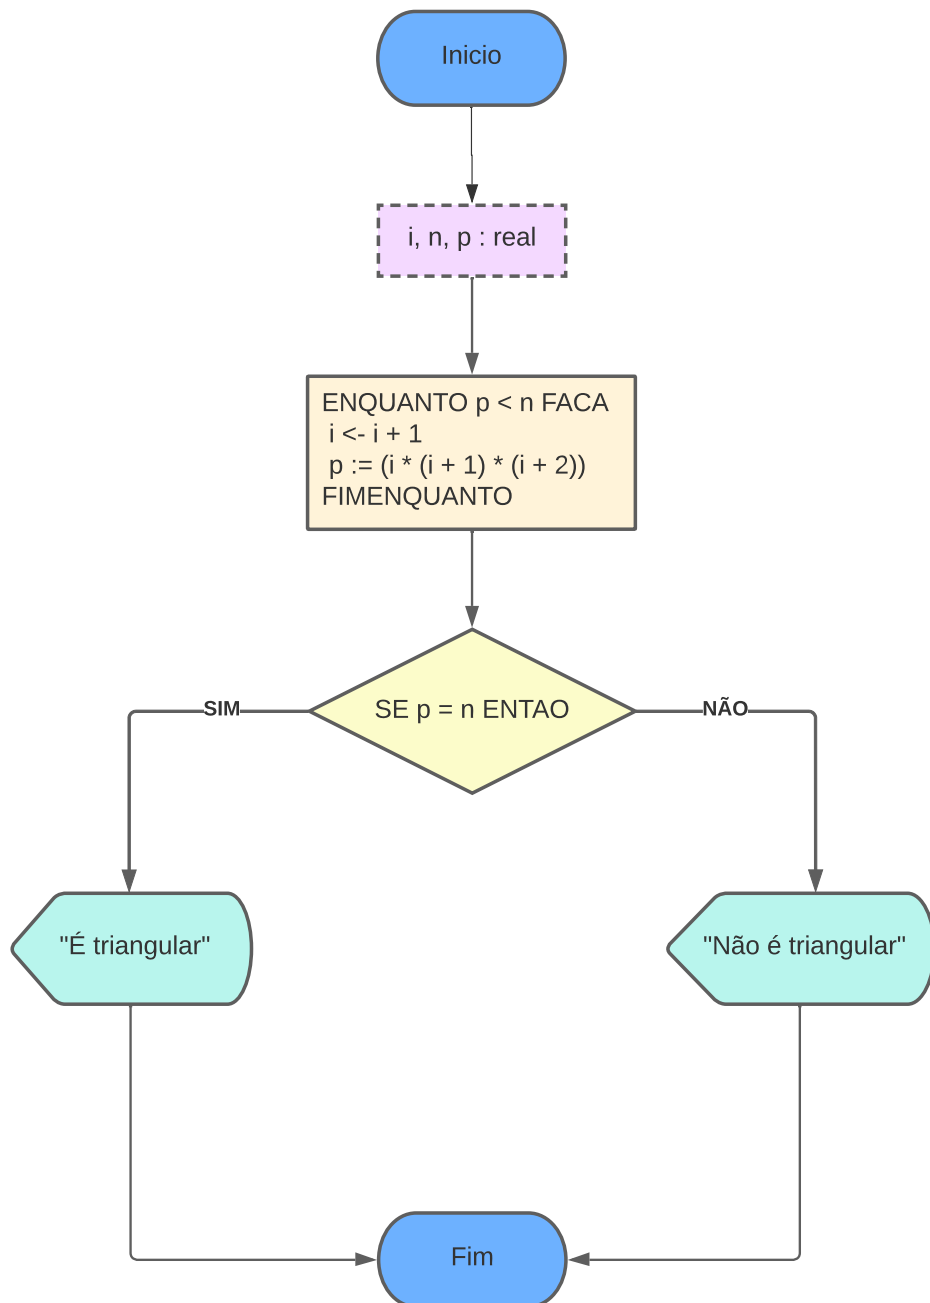 Inicio
i, n, p : real
ENQUANTO p < n FACA
i <- i + 1
p := (i * (i + 1) * (i + 2))
FIMENQUANTO
SE p = n ENTAO
SIM
NÃO
"É triangular"
"Não é triangular"
Fim